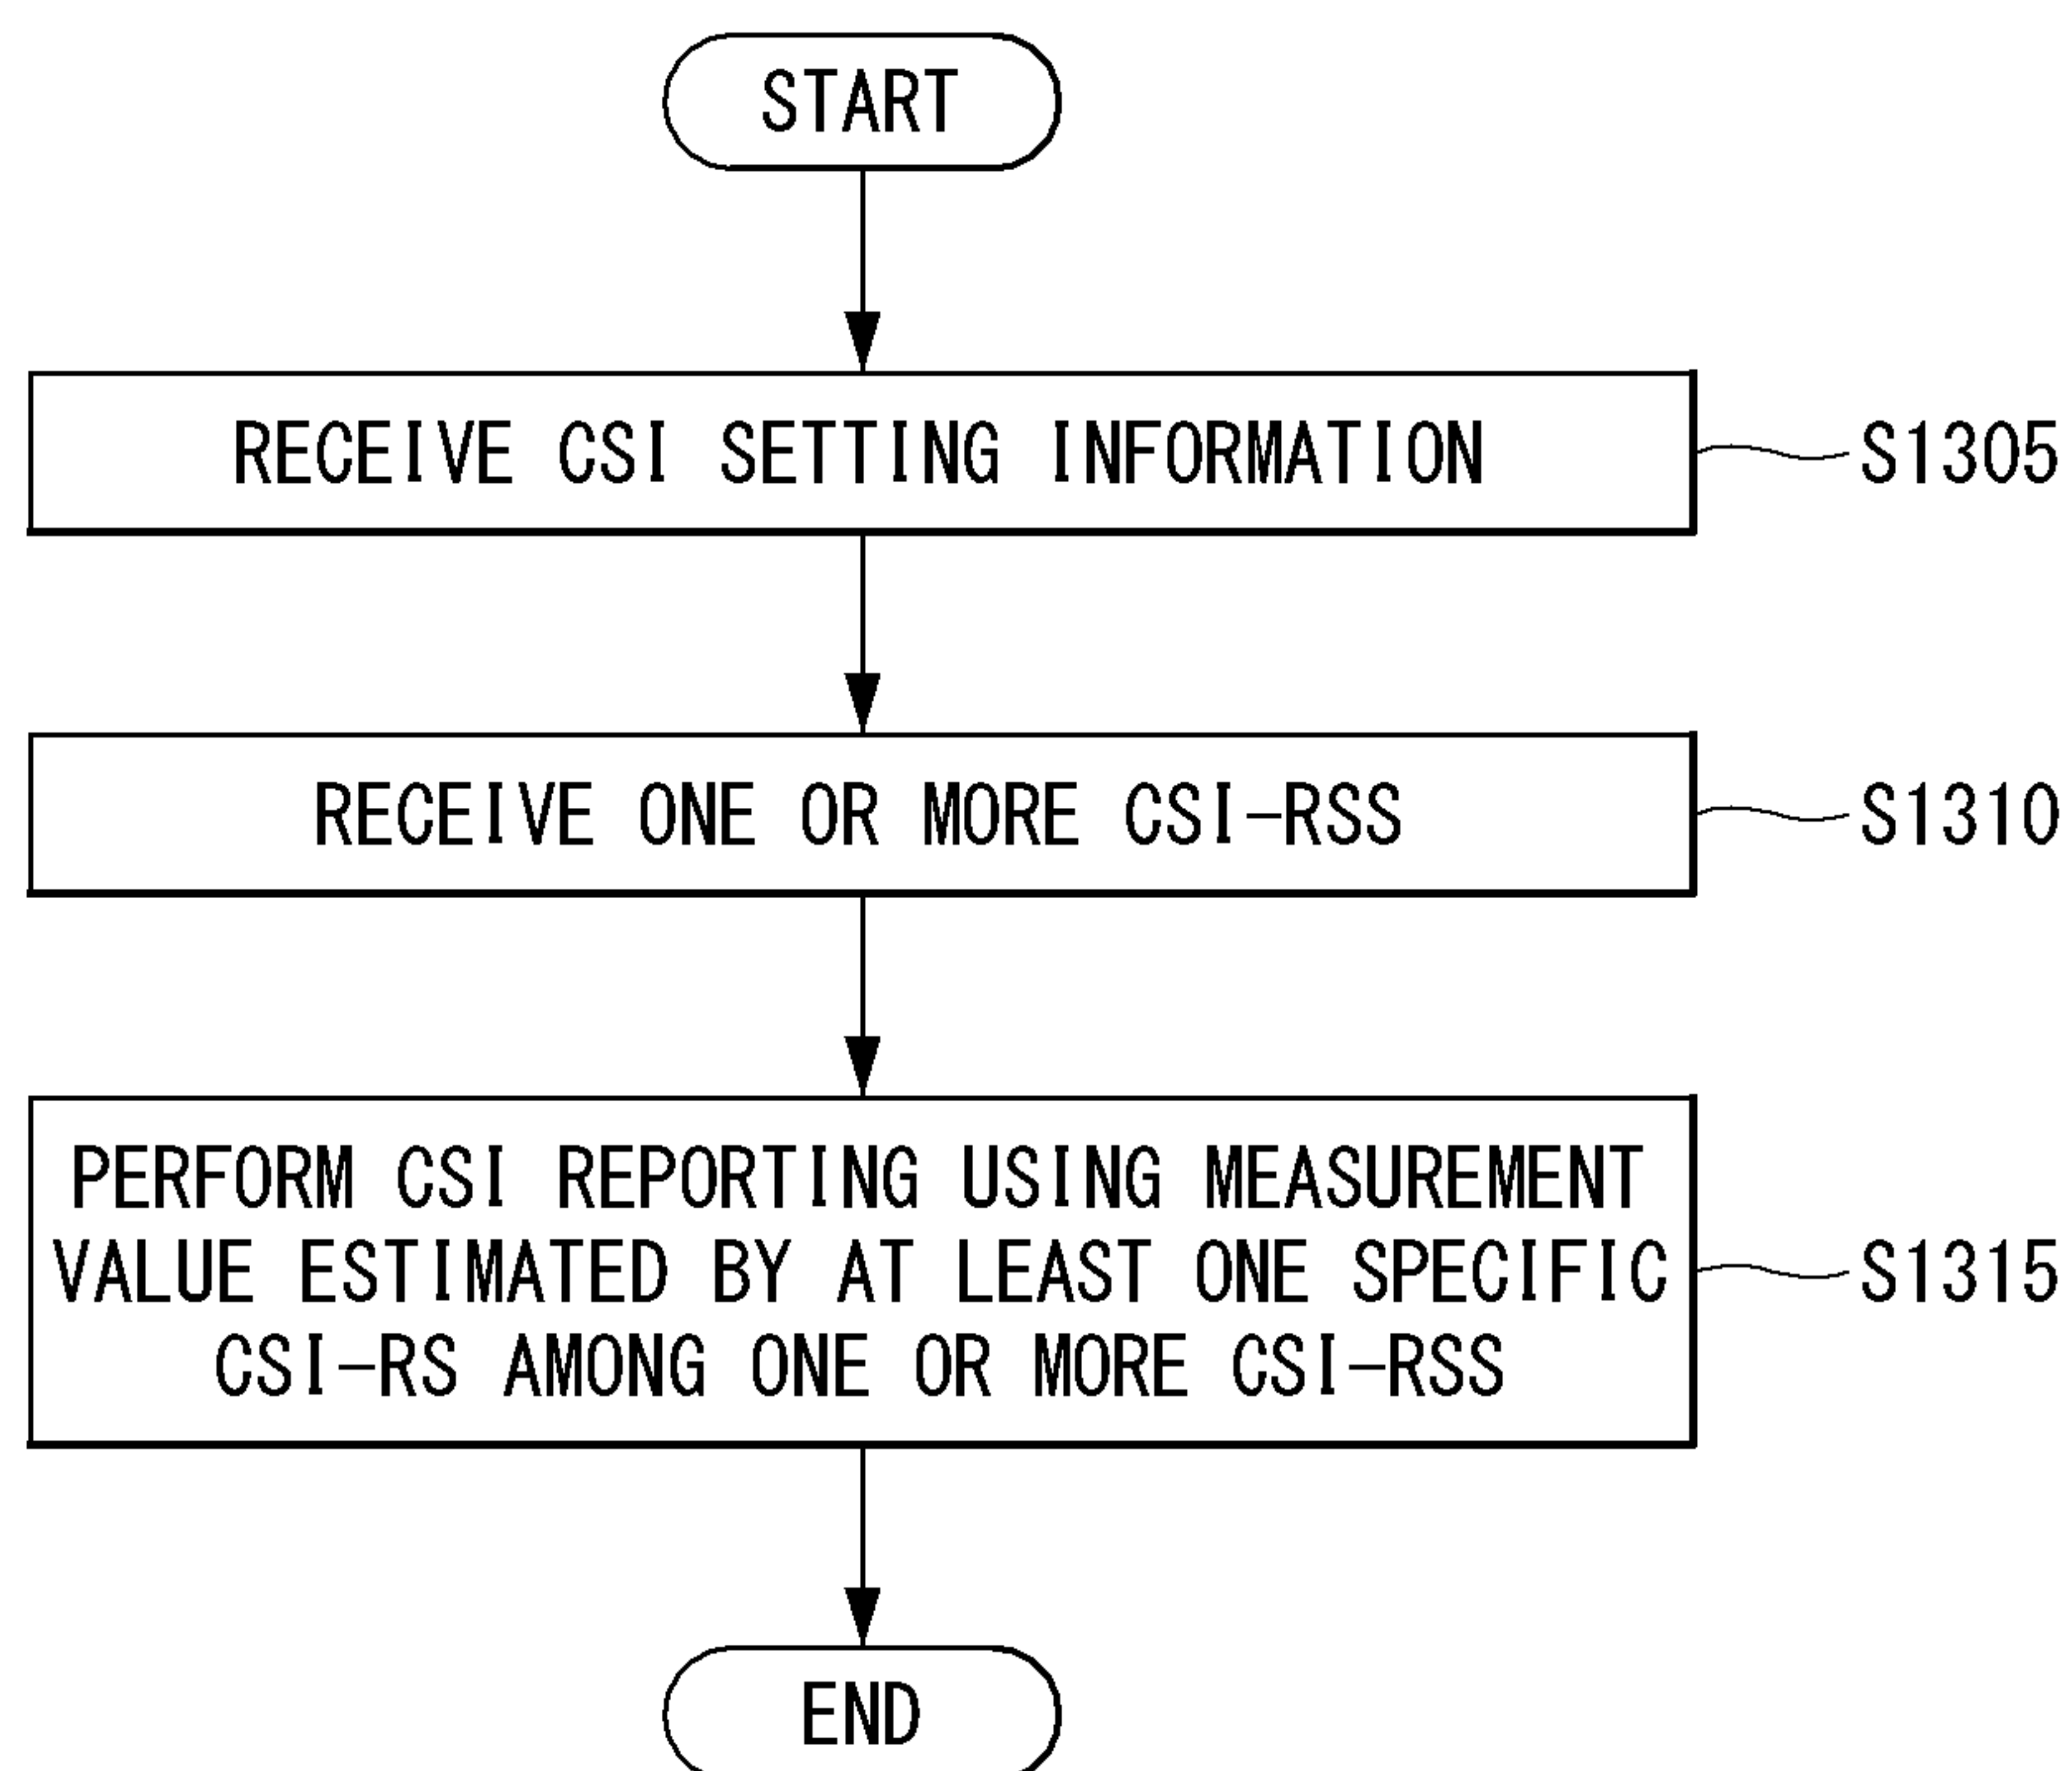 START
RECEIVE CSI SETTING INFORMATION
S1305
RECEIVE ONE OR MORE CSI-RSS
S1310
PERFORM CSI REPORTING USING MEASUREMENT
VALUE ESTIMATED BY AT LEAST ONE SPECIFIC
CSI-RS AMONG ONE OR MORE CSI-RSS
S1315
END